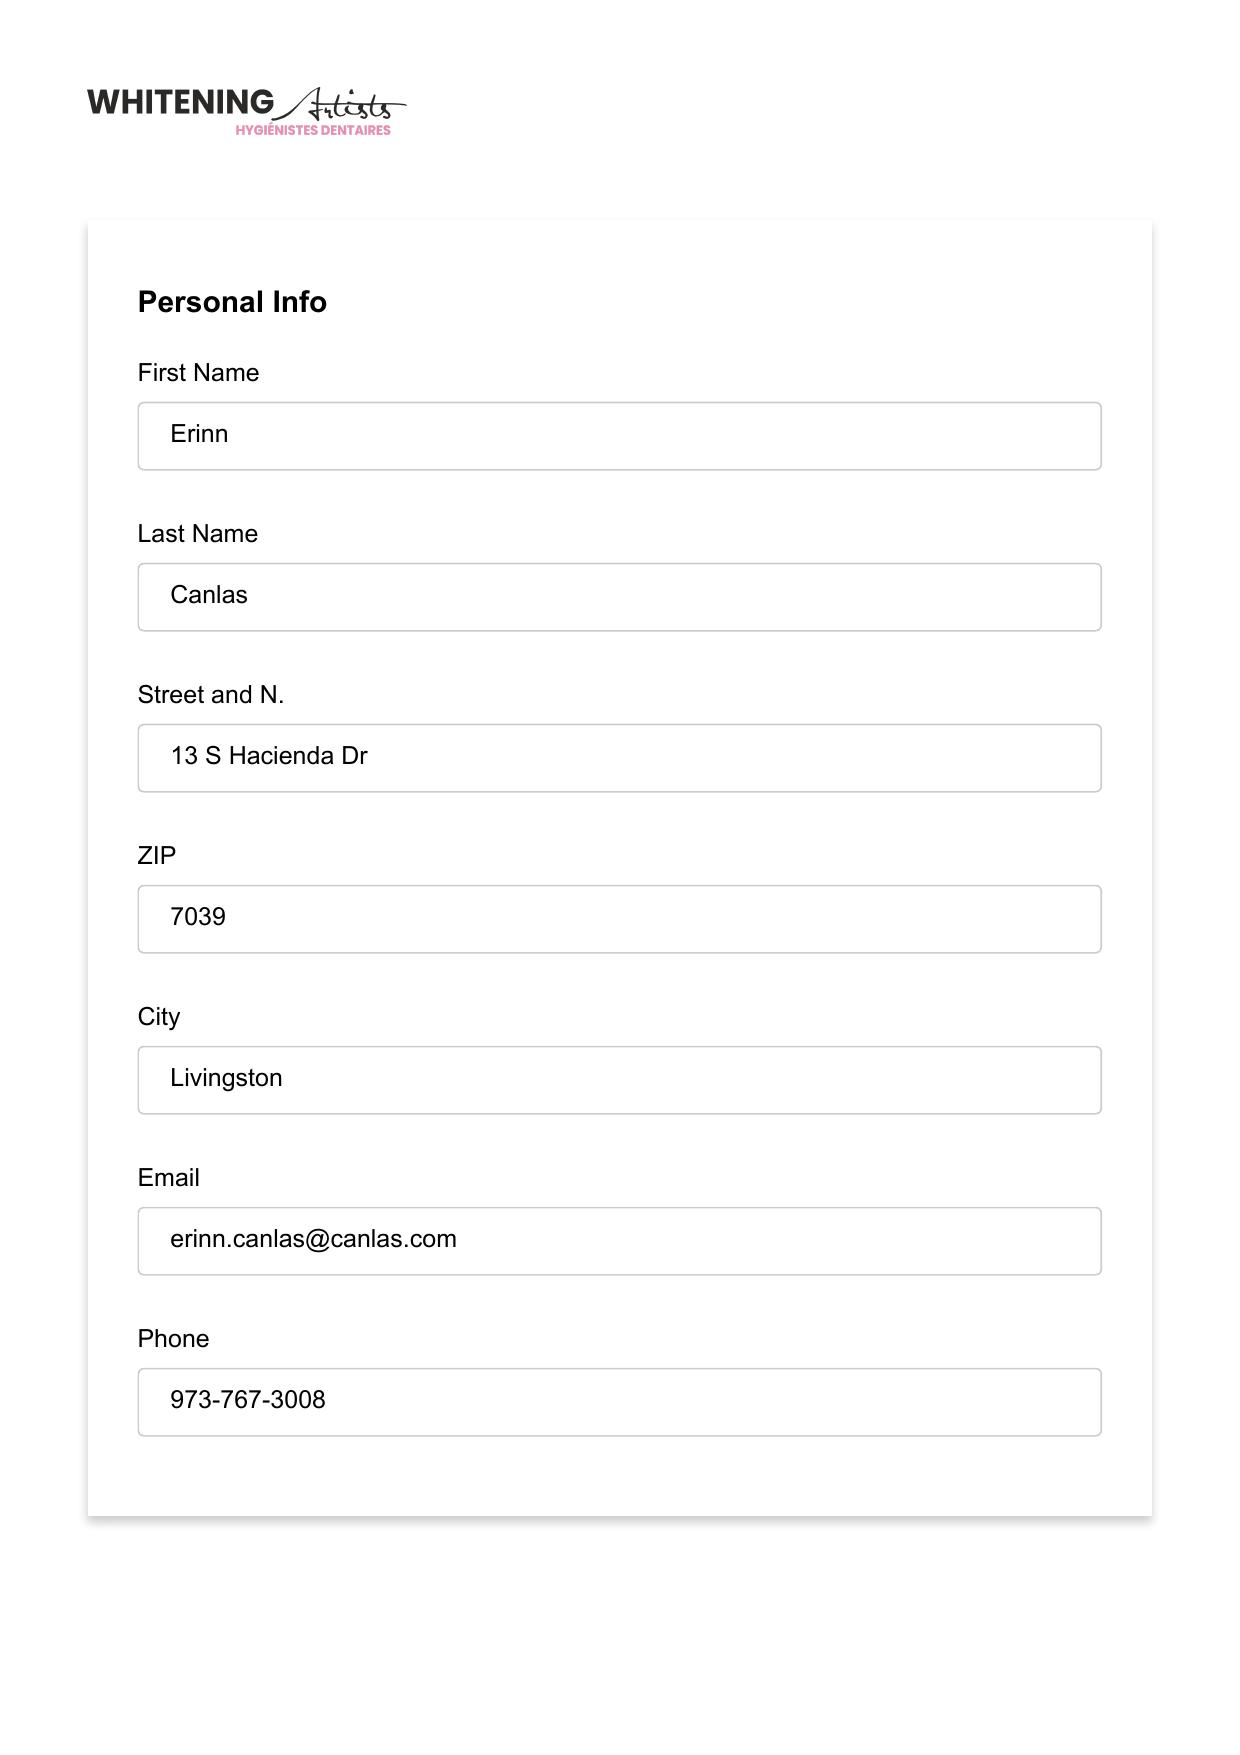 WHITENING Artists
HYGIÉNISTES DENTAIRES
Personal Info
First Name
Erinn
Last Name
Canlas
Street and N.
13 S Hacienda Dr
ZIP
7039
City
Livingston
Email
erinn.canlas@canlas.com
Phone
973-767-3008